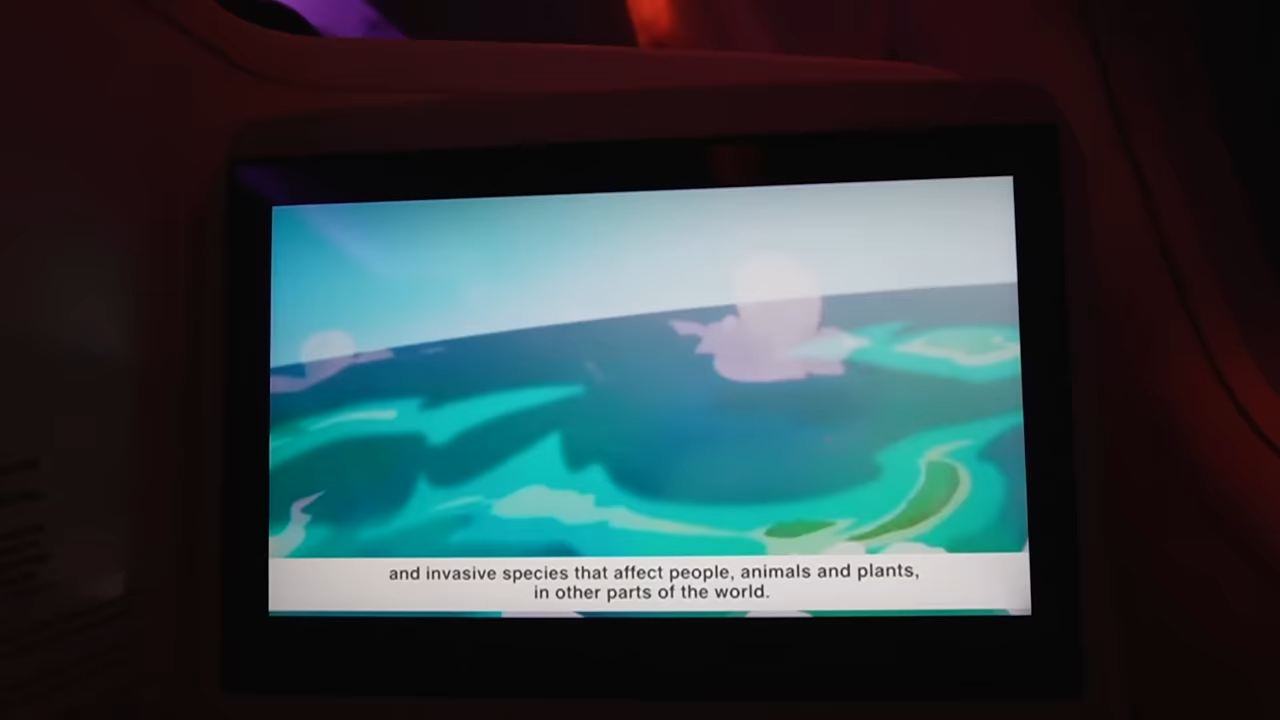 and invasive species that affect people, animals and plants,
in other parts of the world.